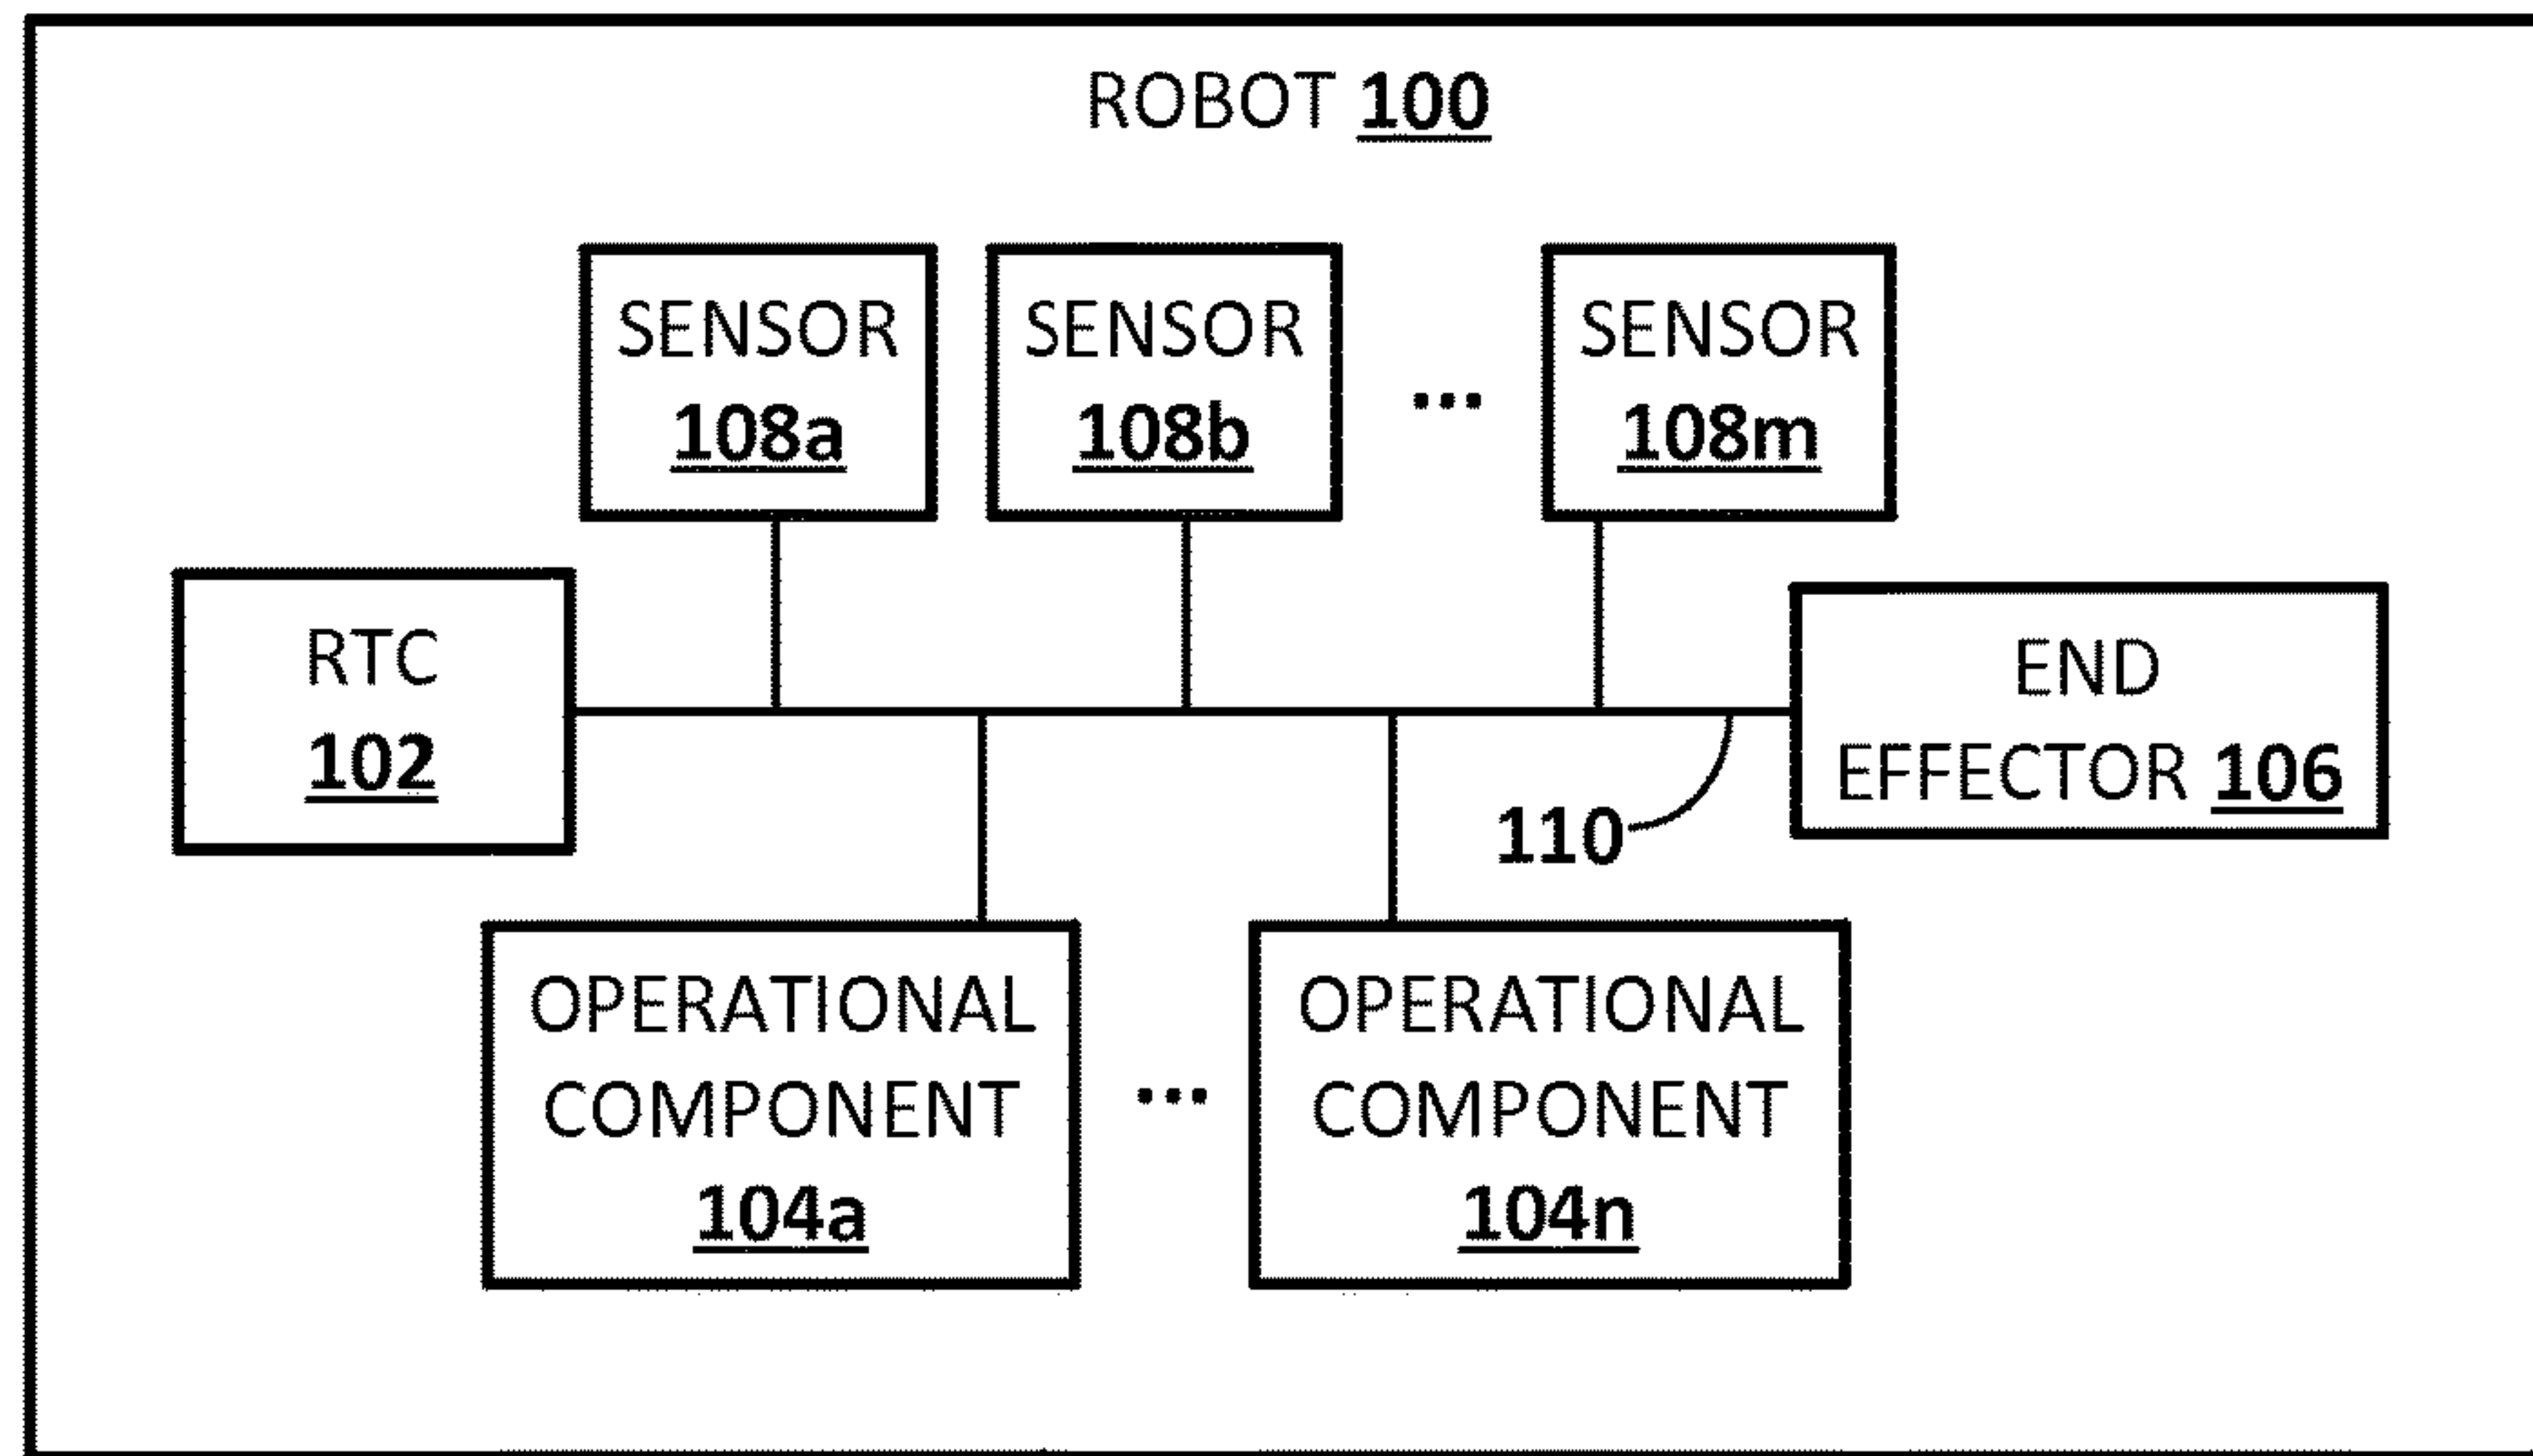 ROBOT 100
SENSOR
108a
SENSOR
108b
...
SENSOR
108m
RTC
102
END
EFFECTOR 106
110
OPERATIONAL
COMPONENT
104a
...
OPERATIONAL
COMPONENT
104n